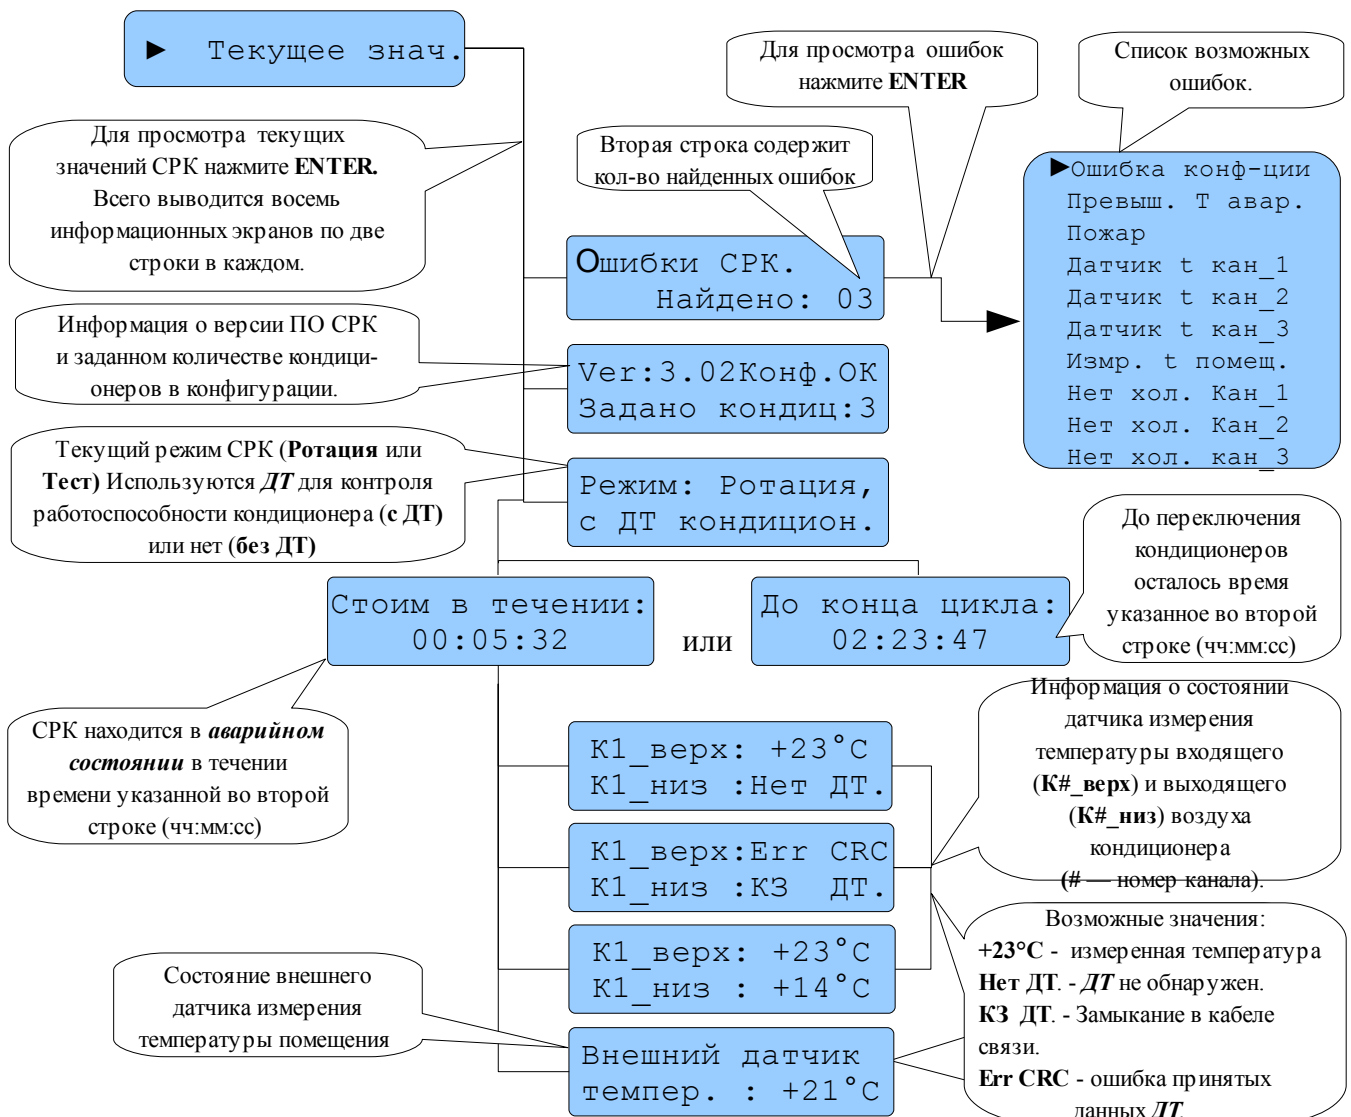 ► Текущее знач.
Для просмотра ошибок
нажмите ENTER
Список возможных
ошибок.
Для просмотра текущих
значений СРК нажмите ENTER.
Всего выводится восемь
информационных экранов по две
строки в каждом.
Вторая строка содержит
кол-во найденных ошибок
►Ошибка конф-ции
Превыш. Т авар.
Пожар
Датчик t кан_1
Датчик t кан_2
Датчик t кан_3
Измр. t помещ.
Нет хол. Кан_1
Нет хол. Кан_2
Нет хол. кан_3
Ошибки СРК.
Найдено: 03
Информация о версии ПО СРК
и заданном количестве кондици-
онеров в конфигурации.
Ver:3.02Конф.ОК
Задано кондиц:3
Текущий режим СРК (Ротация или
Тест) Используются ДТ для контроля
работоспособности кондиционера (с ДТ)
или нет (без ДТ)
Режим: Ротация,
с ДТ кондицион.
До переключения
кондиционеров
осталось время
указанное во второй
строке (чч:мм:сс)
Стоим в течении:
00:05:32
или
До конца цикла:
02:23:47
СРК находится в аварийном
состоянии в течении
времени указанной во второй
строке (чч:мм:сс)
Информация о состоянии
датчика измерения
температуры входящего
(К#_верх) и выходящего
(К#_низ) воздуха
кондиционера
(# — номер канала).
К1_верх: +23°C
К1_низ :Нет ДТ.
К1_верх:Err CRC
К1_низ :КЗ ДТ.
К1_верх: +23°C
К1_низ : +14°C
Состояние внешнего
датчика измерения
температуры помещения
Внешний датчик
темпер. : +21°C
Возможные значения:
+23°C - измеренная температура
Нет ДТ. - ДТ не обнаружен.
КЗ ДТ. - Замыкание в кабеле
связи.
Err CRC - ошибка принятых
данных ДТ